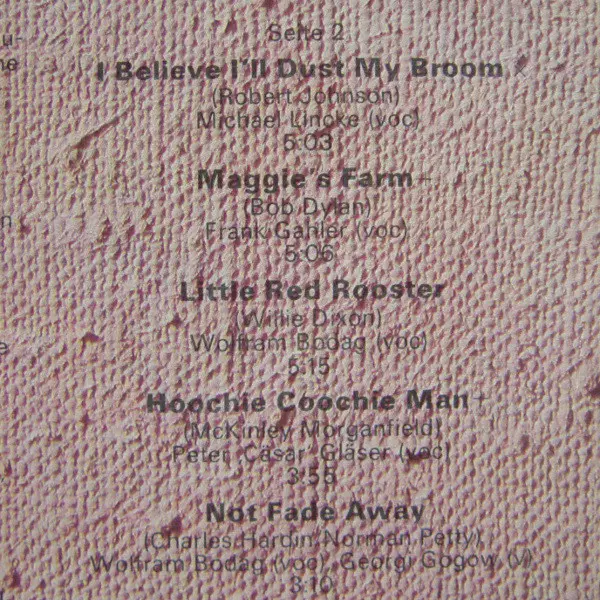 Seite 2
I Believe I'll Dust My Broom ×
(Robert Johnson)
Michael Lincke (voc)
5:03
Maggie's Farm +
(Bob Dylan)
Frank Gahler (voc)
5:06
Little Red Rooster
(Willie Dixon)
Wolfram Bodag (voc)
5:15
Hoochie Coochie Man +
(McKinley Morganfield)
Peter „Cäsar“ Gläser (voc)
3:55
Not Fade Away
(Charles Hardin/Norman Petty)
Wolfram Bodag (voc), Georgi Gogow (v)
3:10